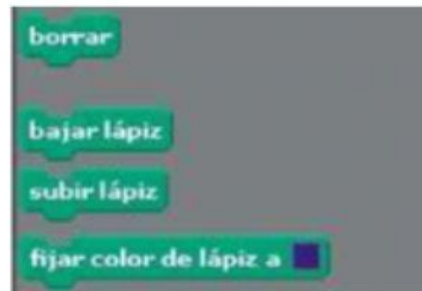 borrar
bajar lápiz
subir lápiz
fijar color de lápiz a